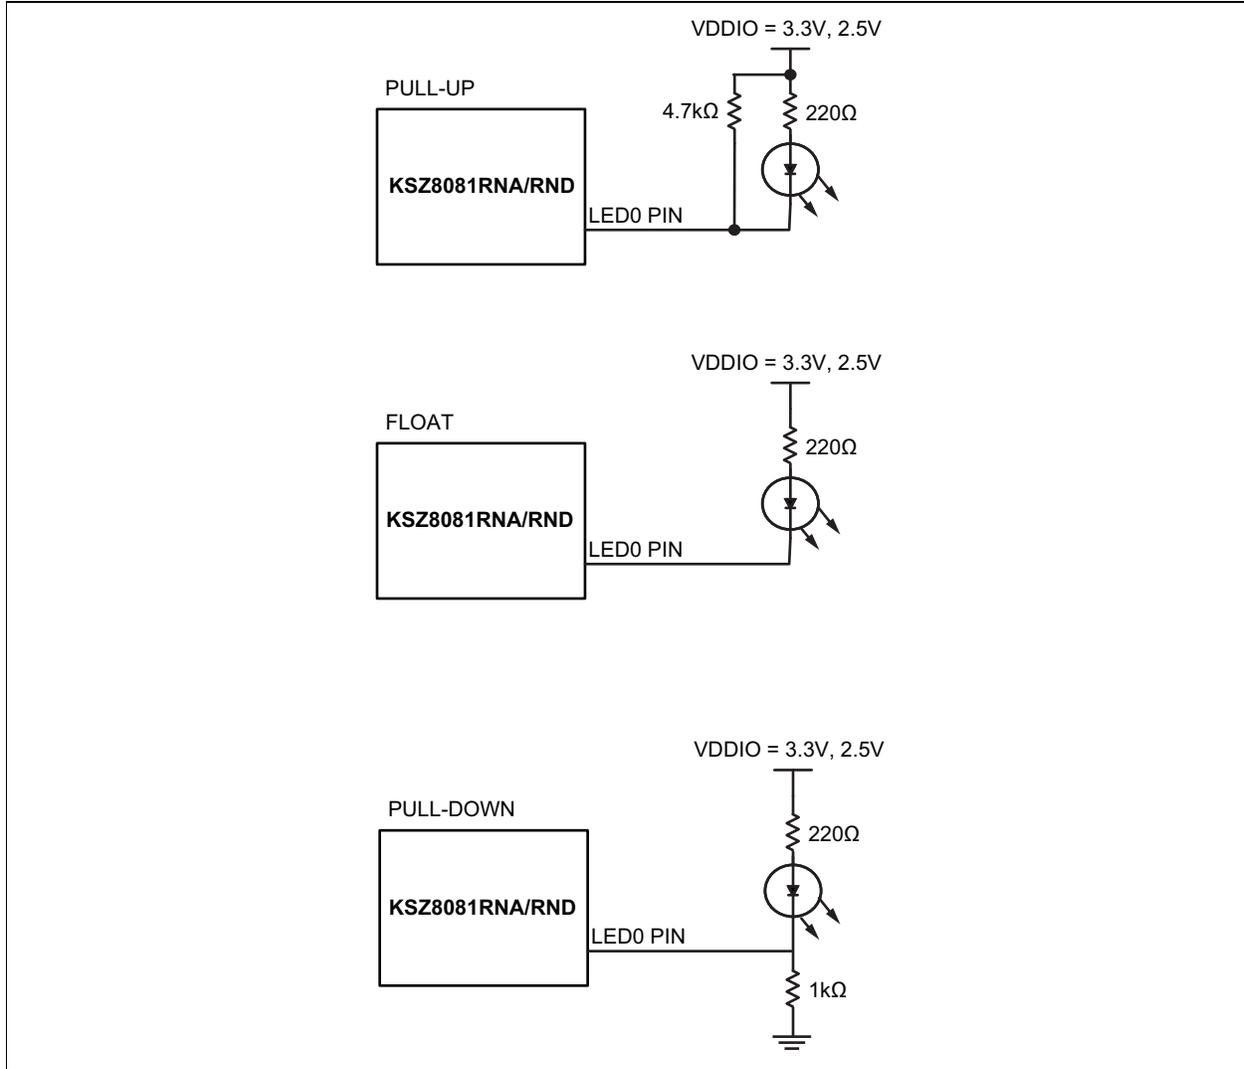 VDDIO = 3.3V, 2.5V
PULL-UP
4.7kΩ
220Ω
KSZ8081RNA/RND
LED0 PIN
VDDIO = 3.3V, 2.5V
FLOAT
220Ω
KSZ8081RNA/RND
LED0 PIN
VDDIO = 3.3V, 2.5V
PULL-DOWN
220Ω
KSZ8081RNA/RND
LED0 PIN
1kΩ